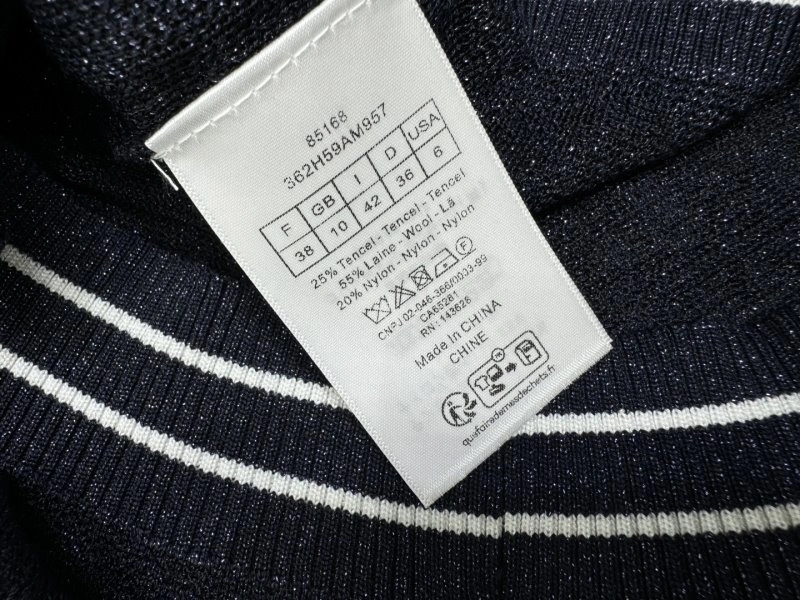 85168
362H59AM957
F GB I D USA
38 10 42 36 6
25% Tencel - Tencel - Tencel
55% Laine - Wool - Lã
20% Nylon - Nylon - Nylon
CNPJ 02-046-366/0003-99
CA65281
RN: 143628
Made In CHINA
CHINE
quefairedemesdechets.fr